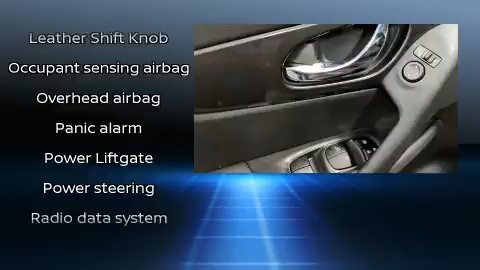 Leather Shift Knob
Occupant sensing airbag
Overhead airbag
Panic alarm
Power Liftgate
Power steering
Radio data system